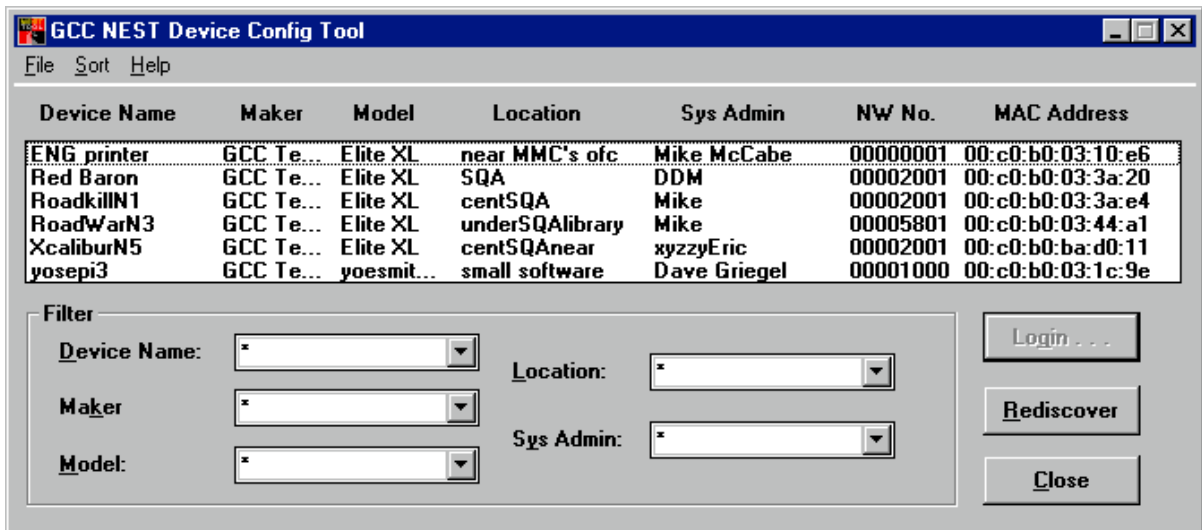 GCC NEST Device Config Tool
File Sort Help
Device Name Maker Model Location Sys Admin NW No. MAC Address
ENG printer GCC Te... Elite XL near MMC's ofc Mike McCabe 00000001 00:c0:b0:03:10:e6
Red Baron GCC Te... Elite XL SQA DDM 00002001 00:c0:b0:03:3a:20
RoadkillN1 GCC Te... Elite XL centSQA Mike 00002001 00:c0:b0:03:3a:e4
RoadWarN3 GCC Te... Elite XL underSQAlibrary Mike 00005801 00:c0:b0:03:44:a1
XcaliburN5 GCC Te... Elite XL centSQAnear xyzzyEric 00002001 00:c0:b0:ba:d0:11
yosepi3 GCC Te... yoesmit... small software Dave Griegel 00001000 00:c0:b0:03:1c:9e
Filter
Device Name: *
Maker *
Model: *
Location: *
Sys Admin: *
Login . . .
Rediscover
Close